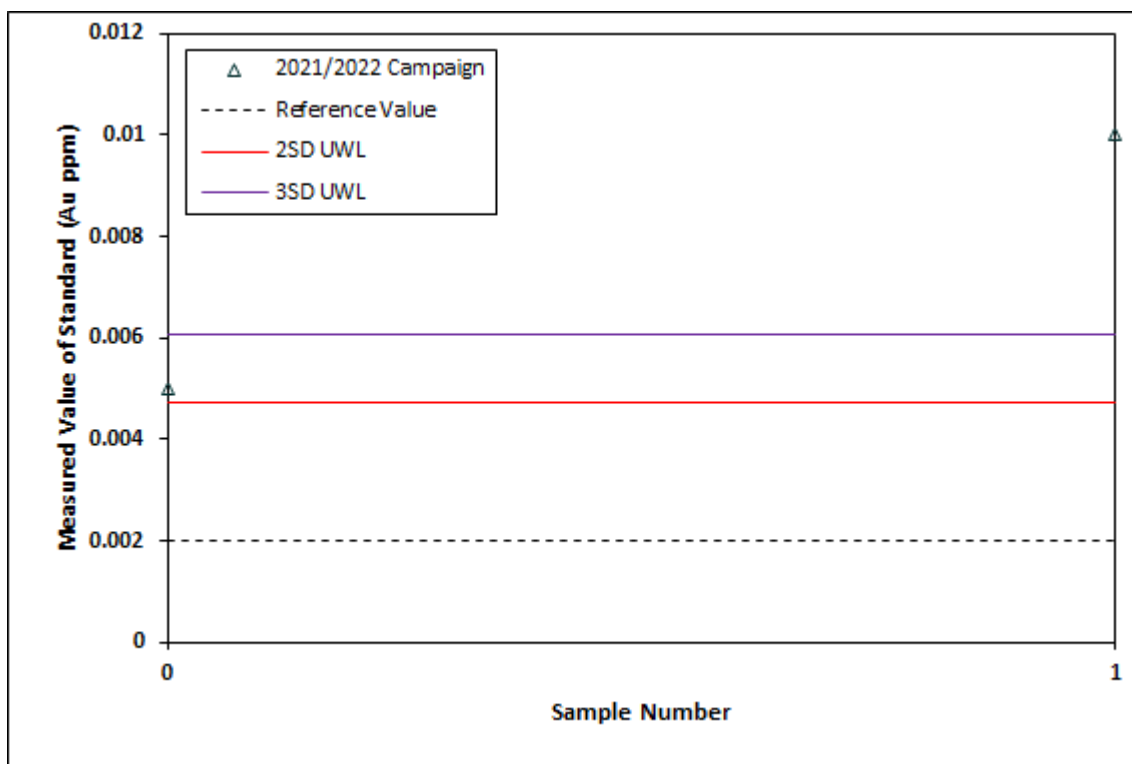 0.012
2021/2022 Campaign
Reference Value
2SD UWL
3SD UWL
0.01
0.008
0.006
0.004
0.002
0
Measured Value of Standard (Au ppm)
0
1
Sample Number